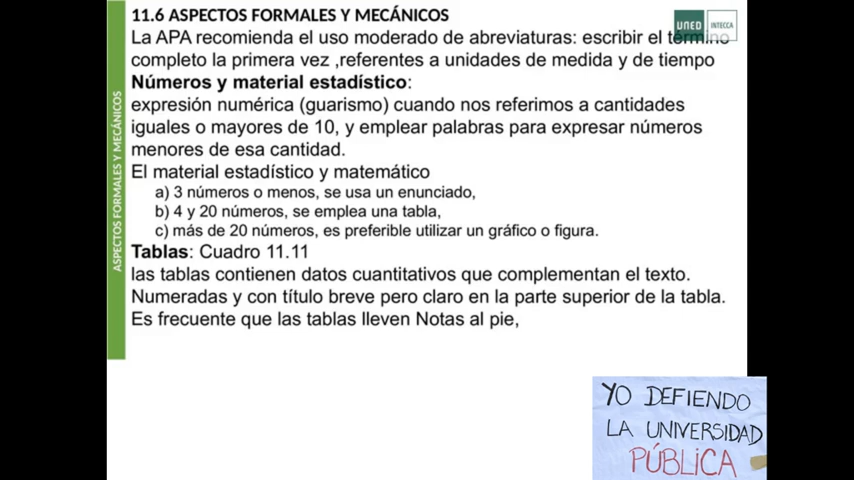 11.6 ASPECTOS FORMALES Y MECÁNICOS
UNED INTECCA
La APA recomienda el uso moderado de abreviaturas: escribir el término
completo la primera vez ,referentes a unidades de medida y de tiempo
Números y material estadístico:
expresión numérica (guarismo) cuando nos referimos a cantidades
iguales o mayores de 10, y emplear palabras para expresar números
menores de esa cantidad.
El material estadístico y matemático
a) 3 números o menos, se usa un enunciado,
b) 4 y 20 números, se emplea una tabla,
c) más de 20 números, es preferible utilizar un gráfico o figura.
Tablas: Cuadro 11.11
las tablas contienen datos cuantitativos que complementan el texto.
Numeradas y con título breve pero claro en la parte superior de la tabla.
Es frecuente que las tablas lleven Notas al pie,
ASPECTOS FORMALES Y MECÁNICOS
YO DEFIENDO
LA UNIVERSIDAD
PÚBLICA